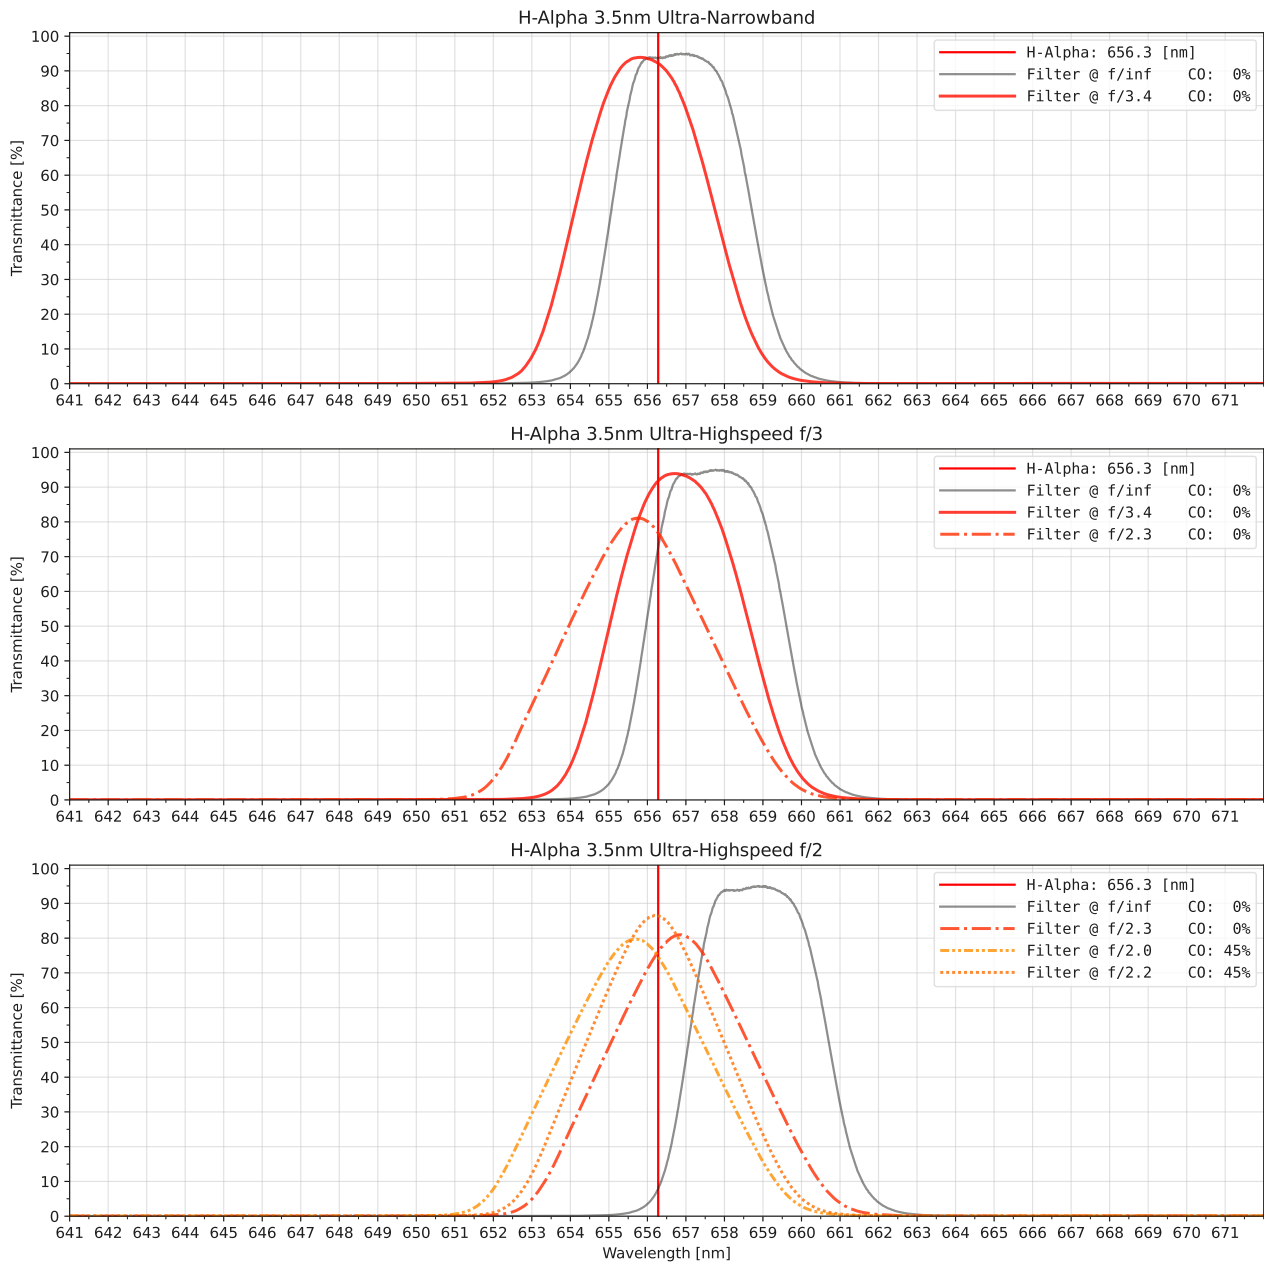 H-Alpha 3.5nm Ultra-Narrowband
Transmittance [%]
100
90
80
70
60
50
40
30
20
10
0
H-Alpha: 656.3 [nm]
Filter @ f/inf CO: 0%
Filter @ f/3.4 CO: 0%
641 642 643 644 645 646 647 648 649 650 651 652 653 654 655 656 657 658 659 660 661 662 663 664 665 666 667 668 669 670 671
H-Alpha 3.5nm Ultra-Highspeed f/3
Transmittance [%]
100
90
80
70
60
50
40
30
20
10
0
H-Alpha: 656.3 [nm]
Filter @ f/inf CO: 0%
Filter @ f/3.4 CO: 0%
Filter @ f/2.3 CO: 0%
641 642 643 644 645 646 647 648 649 650 651 652 653 654 655 656 657 658 659 660 661 662 663 664 665 666 667 668 669 670 671
H-Alpha 3.5nm Ultra-Highspeed f/2
Transmittance [%]
100
90
80
70
60
50
40
30
20
10
0
H-Alpha: 656.3 [nm]
Filter @ f/inf CO: 0%
Filter @ f/2.3 CO: 0%
Filter @ f/2.0 CO: 45%
Filter @ f/2.2 CO: 45%
641 642 643 644 645 646 647 648 649 650 651 652 653 654 655 656 657 658 659 660 661 662 663 664 665 666 667 668 669 670 671
Wavelength [nm]